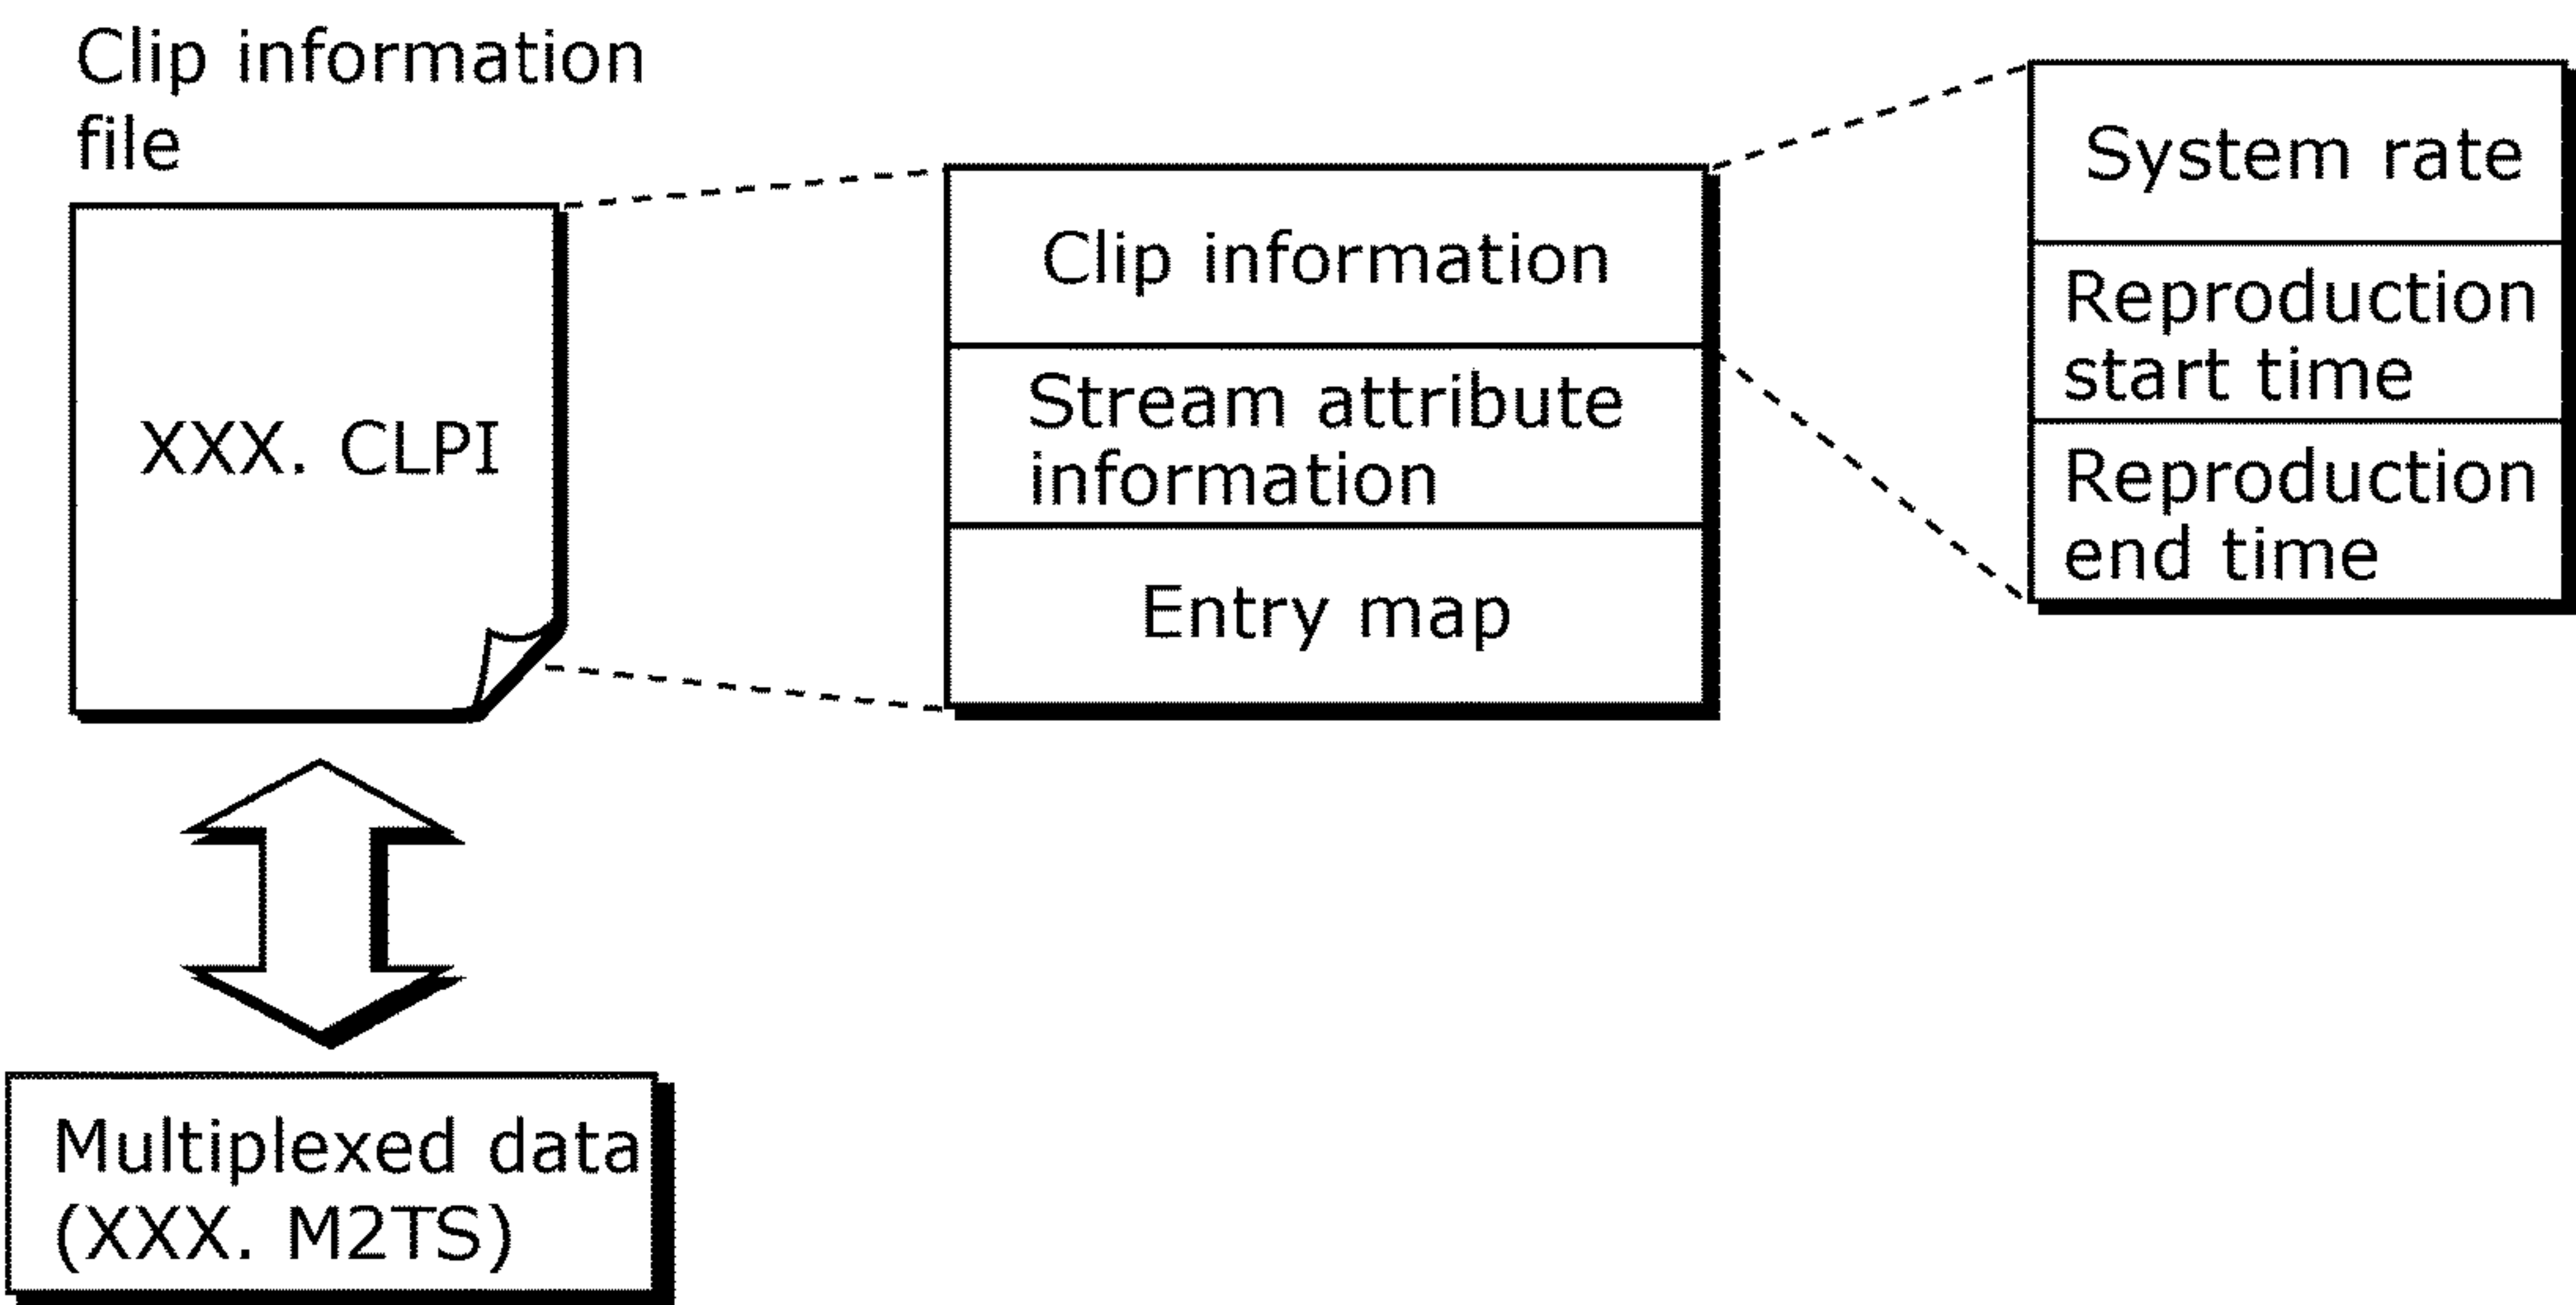 Clip information
file
XXX. CLPI
Clip information
Stream attribute
information
Entry map
System rate
Reproduction
start time
Reproduction
end time
Multiplexed data
(XXX. M2TS)